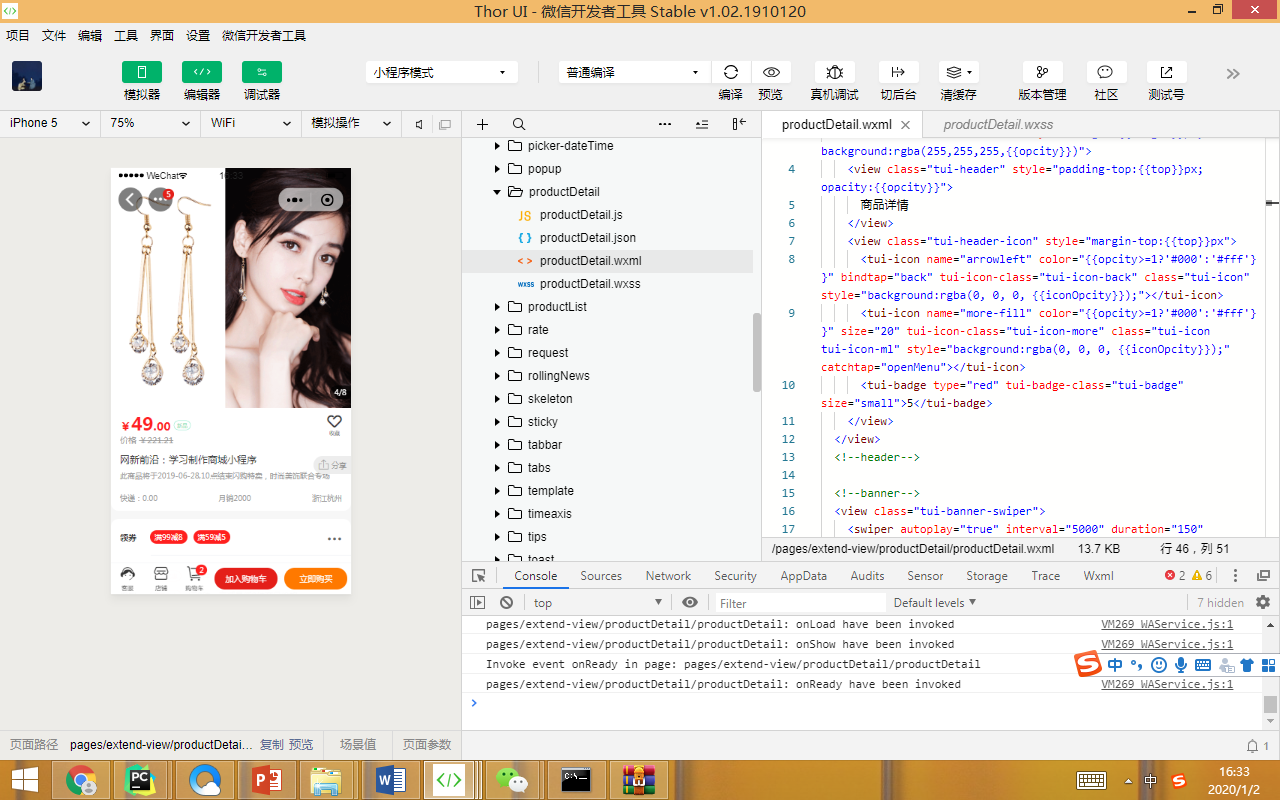 Thor UI - 微信开发者工具 Stable v1.02.1910120
项目 文件 编辑 工具 界面 设置 微信开发者工具
小程序模式 普通编译
模拟器 编辑器 调试器 编译 预览 真机调试 切后台 清缓存 版本管理 社区 测试号
iPhone 5 75% WiFi 模拟操作
productDetail.wxml productDetail.wxss
WeChat
5
4/8
¥49.00
收藏
价格 ¥221.21
网新前沿：学习制作商城小程序
分享
此商品将于2019-06-28,10点结束闪购特卖，时尚美饰联合专场
快递：0.00 月销2000 浙江杭州
领券 满99减8 满59减5
客服 店铺 购物车 2 加入购物车 立即购买
picker-dateTime
popup
productDetail
JS productDetail.js
{ } productDetail.json
< > productDetail.wxml
wxss productDetail.wxss
productList
rate
request
rollingNews
skeleton
sticky
tabbar
tabs
template
timeaxis
tips
toast
background:rgba(255,255,255,{{opcity}})">
4 <view class="tui-header" style="padding-top:{{top}}px;
opacity:{{opcity}}">
5 商品详情
6 </view>
7 <view class="tui-header-icon" style="margin-top:{{top}}px">
8 <tui-icon name="arrowleft" color="{{opcity>=1?'#000':'#fff'}
}" bindtap="back" tui-icon-class="tui-icon-back" class="tui-icon"
style="background:rgba(0, 0, 0, {{iconOpcity}});"></tui-icon>
9 <tui-icon name="more-fill" color="{{opcity>=1?'#000':'#fff'}
}" size="20" tui-icon-class="tui-icon-more" class="tui-icon
tui-icon-ml" style="background:rgba(0, 0, 0, {{iconOpcity}});"
catchtap="openMenu"></tui-icon>
10 <tui-badge type="red" tui-badge-class="tui-badge"
size="small">5</tui-badge>
11 </view>
12 </view>
13 <!--header-->
14
15 <!--banner-->
16 <view class="tui-banner-swiper">
17 <swiper autoplay="true" interval="5000" duration="150"
/pages/extend-view/productDetail/productDetail.wxml 13.7 KB 行 46，列 51
Console Sources Network Security AppData Audits Sensor Storage Trace Wxml 2 6
top Filter Default levels 7 hidden
pages/extend-view/productDetail/productDetail: onLoad have been invoked VM269 WAService.js:1
pages/extend-view/productDetail/productDetail: onShow have been invoked VM269 WAService.js:1
Invoke event onReady in page: pages/extend-view/productDetail/productDetail
中
pages/extend-view/productDetail/productDetail: onReady have been invoked VM269 WAService.js:1
页面路径 pages/extend-view/productDetai... 复制 预览 场景值 页面参数 1
中 16:33
2020/1/2